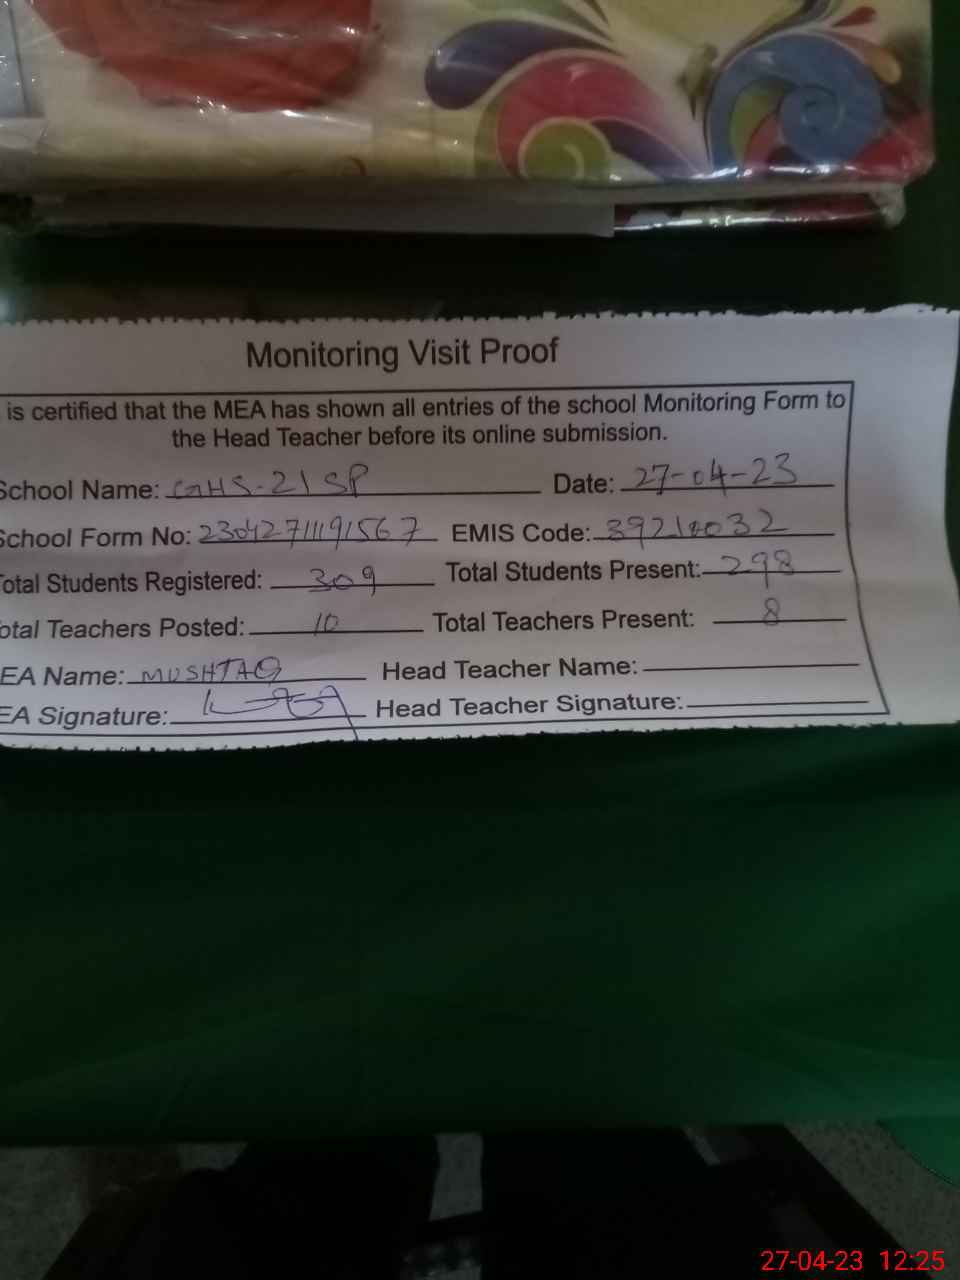 Monitoring Visit Proof
is certified that the MEA has shown all entries of the school Monitoring Form to
the Head Teacher before its online submission.
School Name: GHS-21 SP Date: 27-04-23
School Form No: 23042711191567 EMIS Code: 39210032
Total Students Registered: 309 Total Students Present: 298
otal Teachers Posted: 10 Total Teachers Present: 8
EA Name: MUSHTAQ Head Teacher Name:
EA Signature: Head Teacher Signature:
27-04-23 12:25